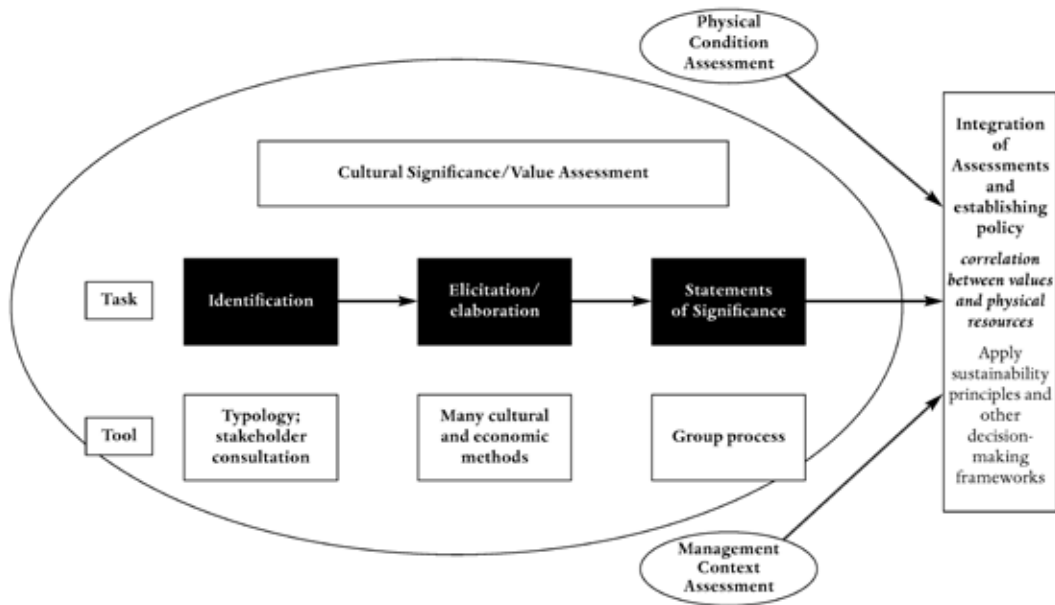 Physical
Condition
Assessment
Cultural Significance/Value Assessment
Task
Identification
Elicitation/
elaboration
Statements
of Significance
Tool
Typology;
stakeholder
consultation
Many cultural
and economic
methods
Group process
Management
Context
Assessment
Integration
of
Assessments
and
establishing
policy
correlation
between values
and physical
resources
Apply
sustainability
principles and
other
decision-
making
frameworks